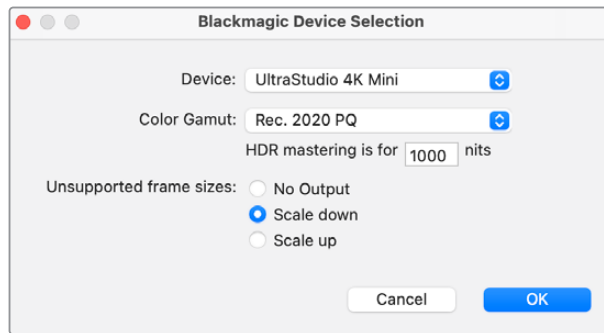 Blackmagic Device Selection
Device: UltraStudio 4K Mini
Color Gamut: Rec. 2020 PQ
HDR mastering is for 1000 nits
Unsupported frame sizes: No Output
Scale down
Scale up
Cancel OK